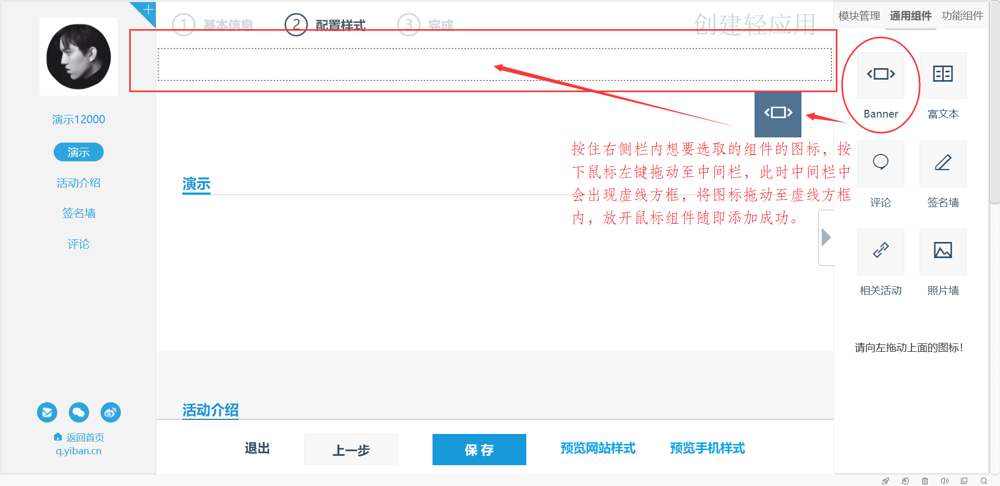 1 基本信息
2 配置样式
3 完成
创建轻应用
模块管理 通用组件 功能组件
演示12000
演示
活动介绍
签名墙
评论
返回首页
q.yiban.cn
按住右侧栏内想要选取的组件的图标，按
下鼠标左键拖动至中间栏，此时中间栏中
会出现虚线方框，将图标拖动至虚线方框
内，放开鼠标组件随即添加成功。
演示
活动介绍
退出 上一步 保 存 预览网站样式 预览手机样式
Banner 富文本
评论 签名墙
相关活动 照片墙
请向左拖动上面的图标！